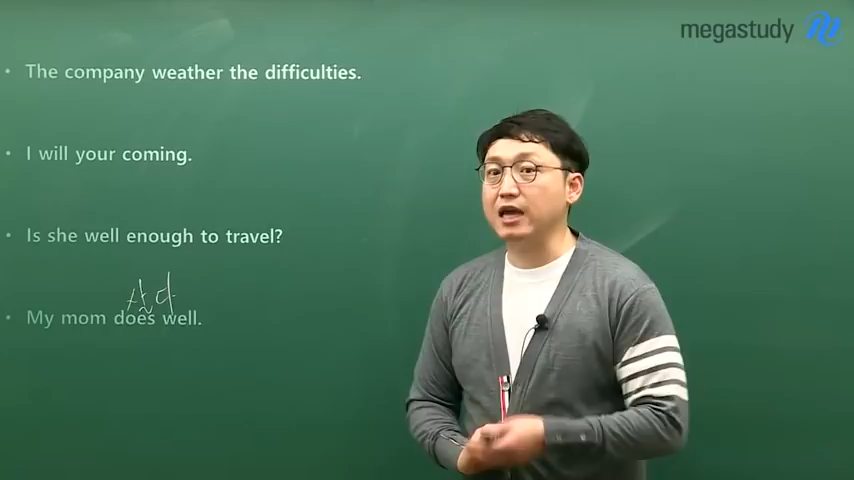 megastudy
• The company weather the difficulties.
• I will your coming.
• Is she well enough to travel?
• My mom does well.